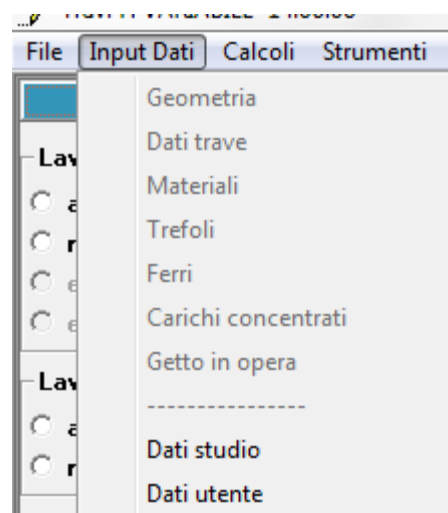 File Input Dati Calcoli Strumenti
Geometria
Dati trave
Materiali
Trefoli
Ferri
Carichi concentrati
Getto in opera
----------------
Dati studio
Dati utente